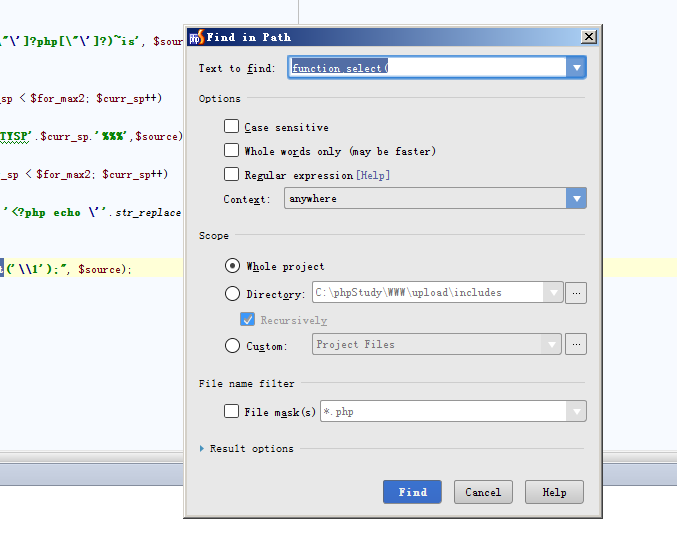 \"\']?php[\"\']?)~is', $sour
_sp < $for_max2; $curr_sp++)
TYSP'.$curr_sp.'%%%',$source)
_sp < $for_max2; $curr_sp++)
'<?php echo \''.str_replace
('\\1');", $source);
Find in Path
Text to find: function select(
Options
Case sensitive
Whole words only (may be faster)
Regular expression [Help]
Context: anywhere
Scope
Whole project
Directory: C:\phpStudy\WWW\upload\includes ...
Recursively
Custom: Project Files ...
File name filter
File mask(s) *.php
Result options
Find Cancel Help